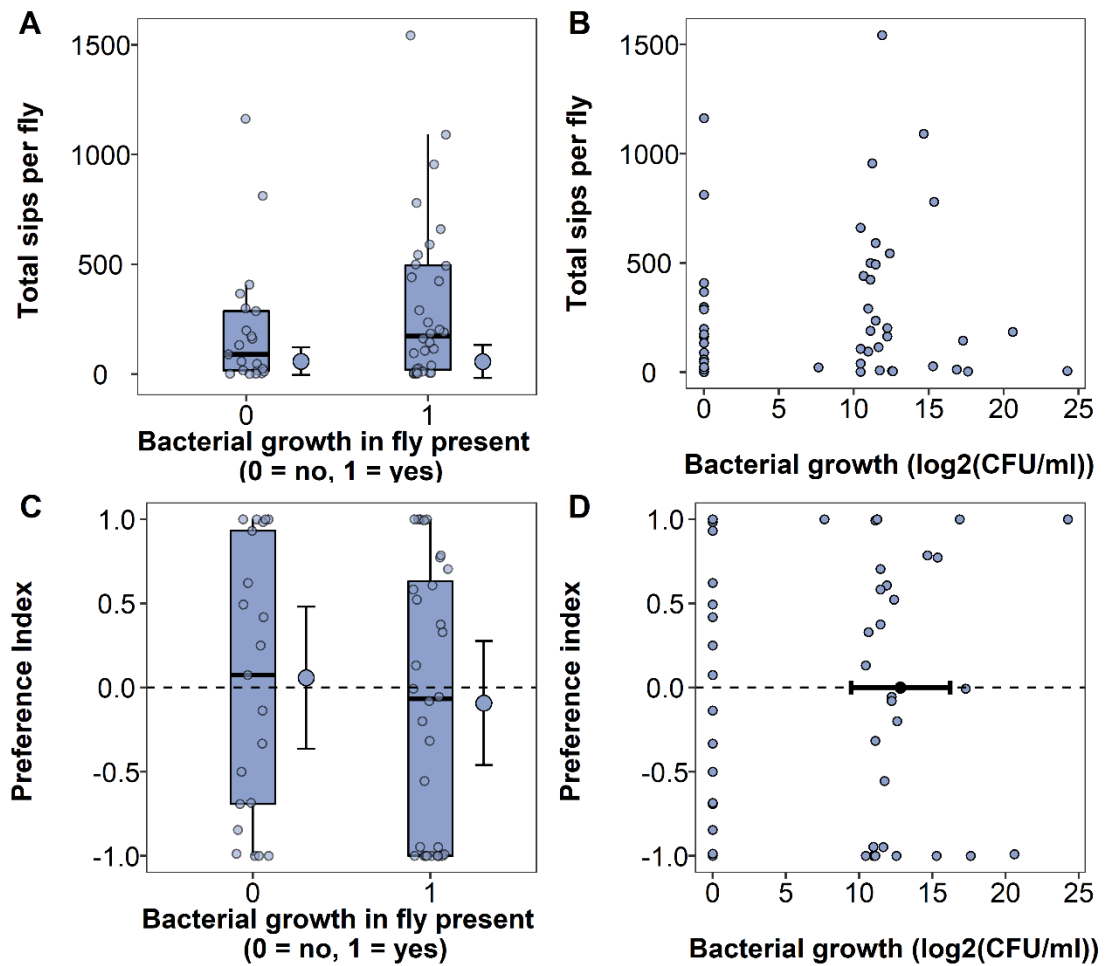 A
Total sips per fly
1500
1000
500
0
0
1
Bacterial growth in fly present
(0 = no, 1 = yes)
B
Total sips per fly
1500
1000
500
0
0
5
10
15
20
25
Bacterial growth (log2(CFU/ml))
C
Preference Index
1.0
0.5
0.0
-0.5
-1.0
0
1
Bacterial growth in fly present
(0 = no, 1 = yes)
D
Preference index
1.0
0.5
0.0
-0.5
-1.0
0
5
10
15
20
25
Bacterial growth (log2(CFU/ml))